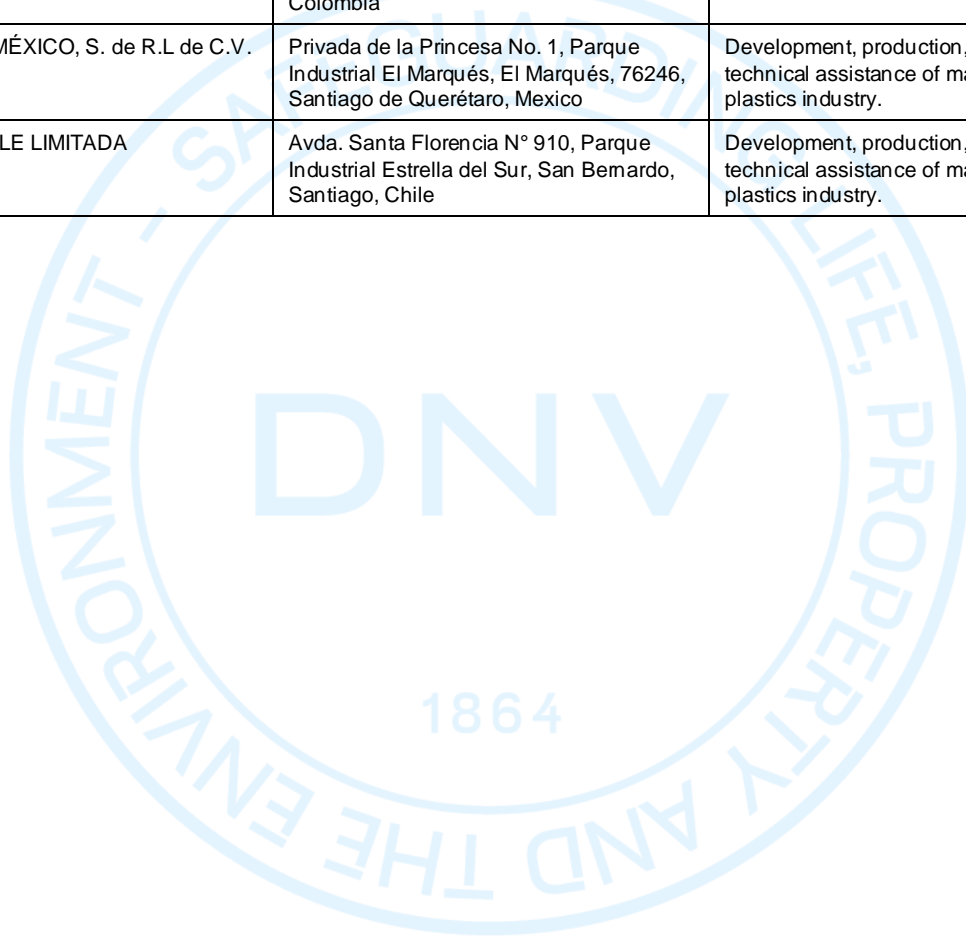 Colombia
MÉXICO, S. de R.L de C.V.
Privada de la Princesa No. 1, Parque
Industrial El Marqués, El Marqués, 76246,
Santiago de Querétaro, Mexico
Development, production,
technical assistance of ma
plastics industry.
LE LIMITADA
Avda. Santa Florencia N° 910, Parque
Industrial Estrella del Sur, San Bernardo,
Santiago, Chile
Development, production,
technical assistance of ma
plastics industry.
SAFEGUARDING LIFE, PROPERTY AND THE ENVIRONMENT -
DNV
1864